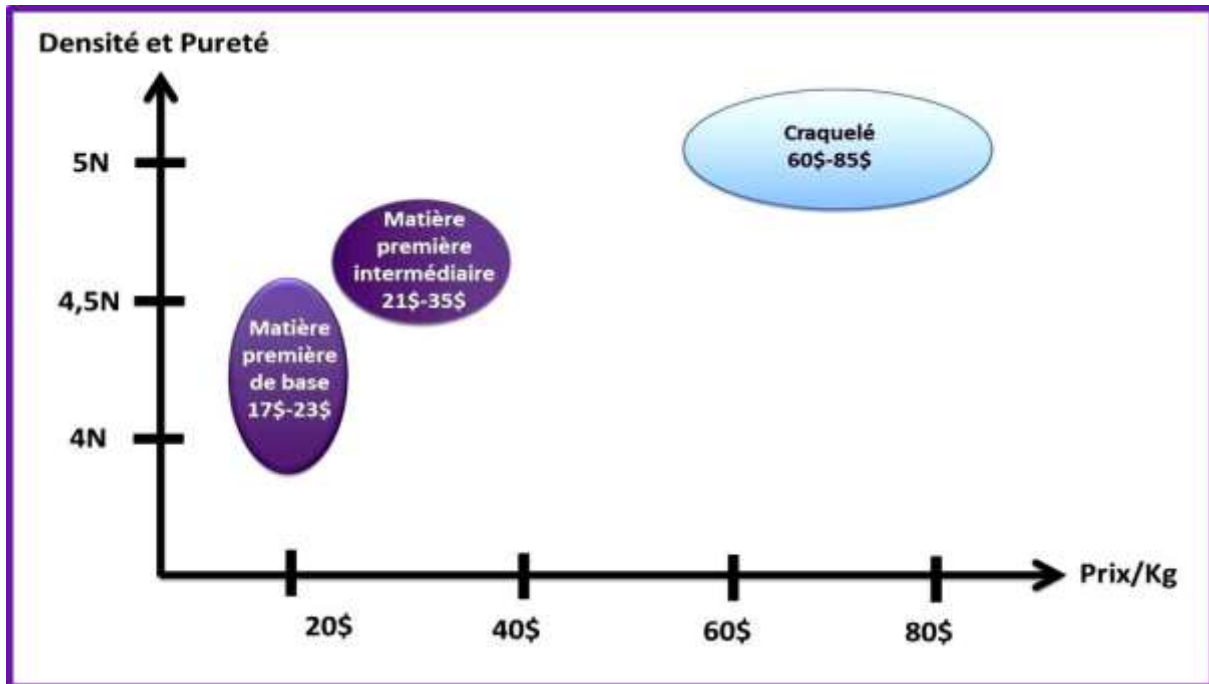 Densité et Pureté
Craquelé
60$-85$
5N
Matière
première
intermédiaire
21$-35$
4,5N
Matière
première
de base
17$-23$
4N
Prix/Kg
20$
40$
60$
80$